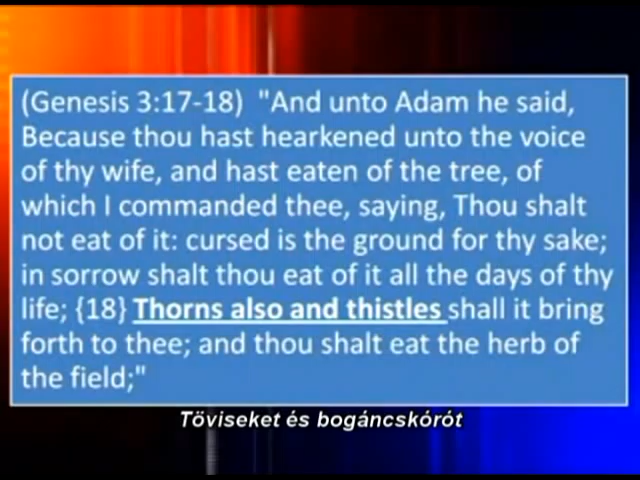 (Genesis 3:17-18) "And unto Adam he said,
Because thou hast hearkened unto the voice
of thy wife, and hast eaten of the tree, of
which I commanded thee, saying, Thou shalt
not eat of it: cursed is the ground for thy sake;
in sorrow shalt thou eat of it all the days of thy
life; {18} Thorns also and thistles shall it bring
forth to thee; and thou shalt eat the herb of
the field;"
Töviseket és bogáncskórót